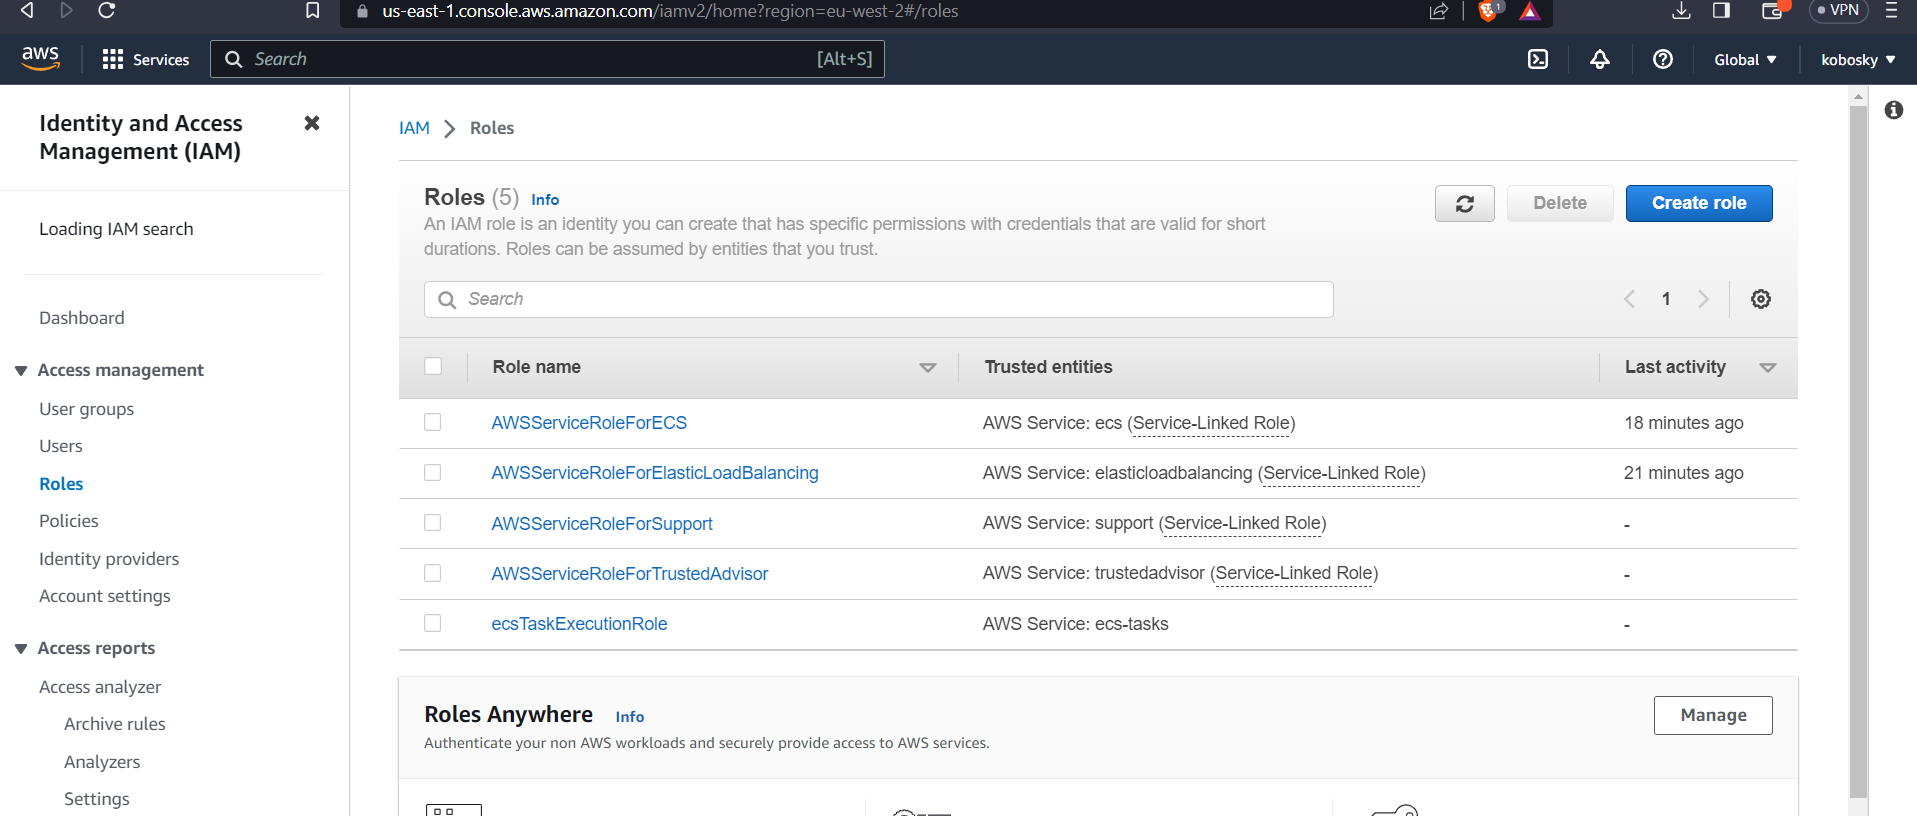 us-east-1.console.aws.amazon.com/iamv2/home?region=eu-west-2#/roles
1
VPN
aws
Services
Search
[Alt+S]
Global
kobosky
Identity and Access
Management (IAM)
Loading IAM search
Dashboard
Access management
User groups
Users
Roles
Policies
Identity providers
Account settings
Access reports
Access analyzer
Archive rules
Analyzers
Settings
IAM
Roles
Roles (5) Info
An IAM role is an identity you can create that has specific permissions with credentials that are valid for short
durations. Roles can be assumed by entities that you trust.
Delete
Create role
Search
1
Role name Trusted entities Last activity
AWSServiceRoleForECS AWS Service: ecs (Service-Linked Role) 18 minutes ago
AWSServiceRoleForElasticLoadBalancing AWS Service: elasticloadbalancing (Service-Linked Role) 21 minutes ago
AWSServiceRoleForSupport AWS Service: support (Service-Linked Role) -
AWSServiceRoleForTrustedAdvisor AWS Service: trustedadvisor (Service-Linked Role) -
ecsTaskExecutionRole AWS Service: ecs-tasks -
Roles Anywhere Info
Authenticate your non AWS workloads and securely provide access to AWS services.
Manage